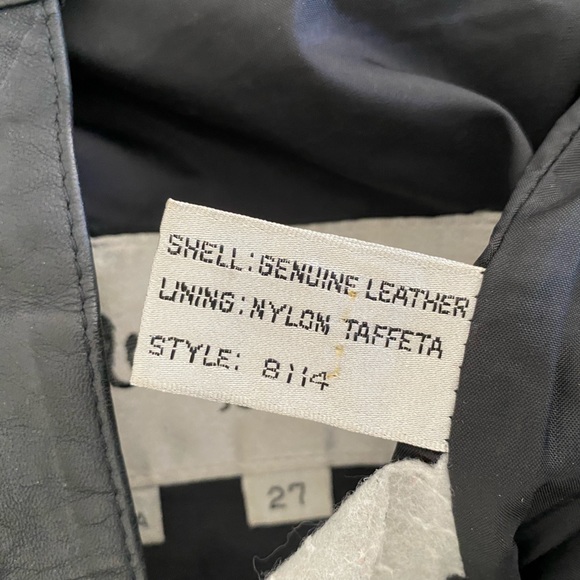 SHELL: GENUINE LEATHER
LINING: NYLON TAFFETA
STYLE: 8114
27